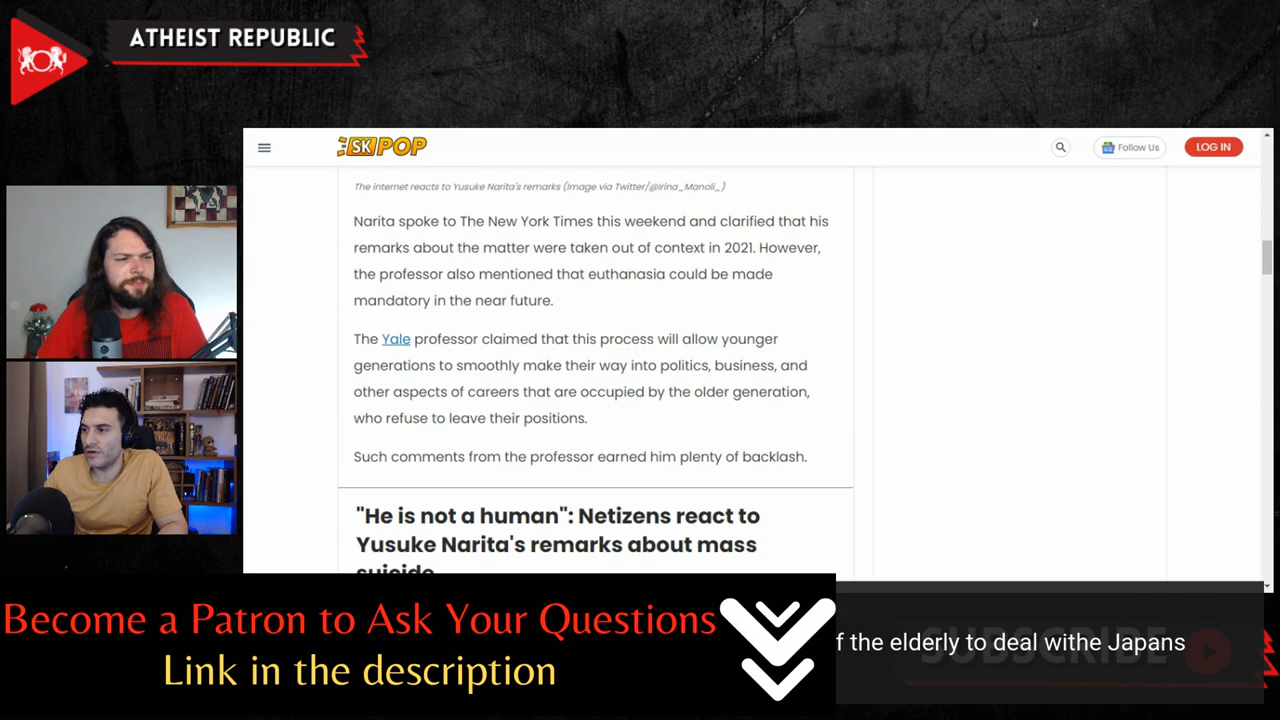 ATHEIST REPUBLIC
SK POP
Follow Us
LOG IN
The internet reacts to Yusuke Narita's remarks (Image via Twitter/@Irina_Manoli_)
Narita spoke to The New York Times this weekend and clarified that his
remarks about the matter were taken out of context in 2021. However,
the professor also mentioned that euthanasia could be made
mandatory in the near future.
The Yale professor claimed that this process will allow younger
generations to smoothly make their way into politics, business, and
other aspects of careers that are occupied by the older generation,
who refuse to leave their positions.
Such comments from the professor earned him plenty of backlash.
"He is not a human": Netizens react to
Yusuke Narita's remarks about mass
suicide
Become a Patron to Ask Your Questions
Link in the description
f the elderly to deal withe Japans
SUBSCRIBE